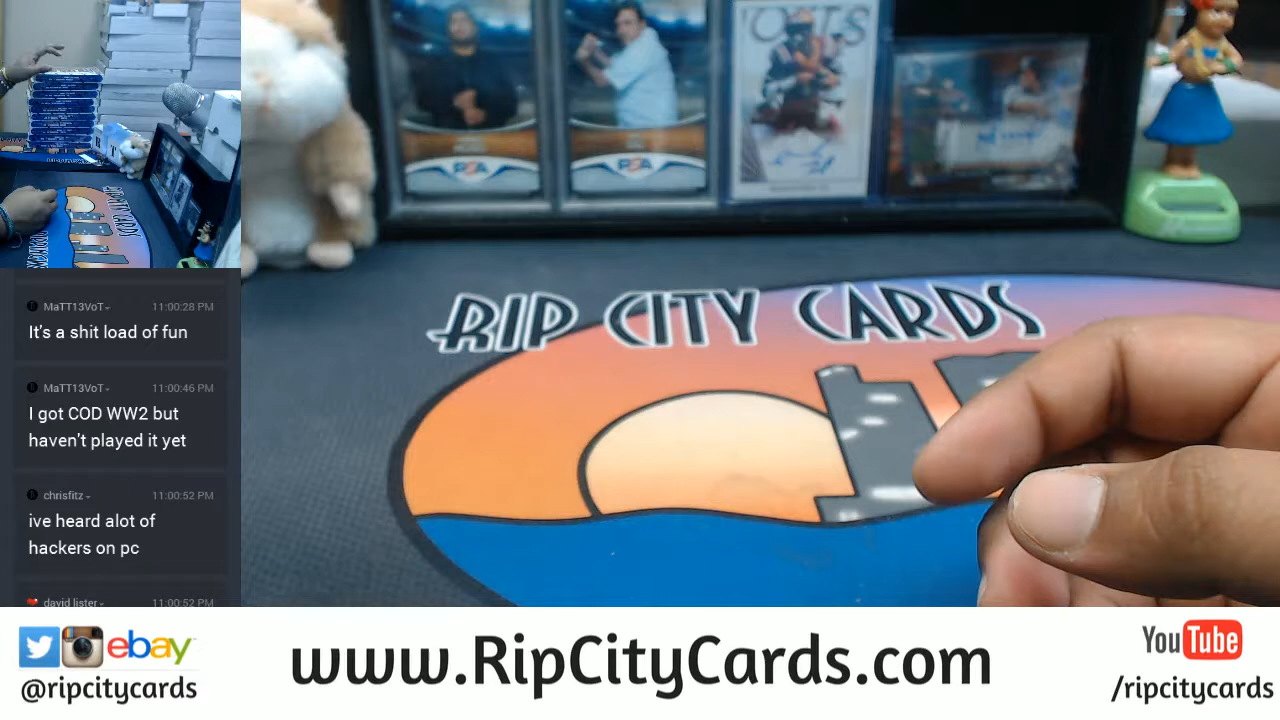 MaTT13VoT
11:00:28 PM
It's a shit load of fun
MaTT13VoT
11:00:46 PM
I got COD WW2 but
haven't played it yet
chrisfitz
11:00:52 PM
ive heard alot of
hackers on pc
david lister
11:00:52 PM
RIP CITY CARDS
ebay
@ripcitycards
www.RipCityCards.com
YouTube
/ripcitycards